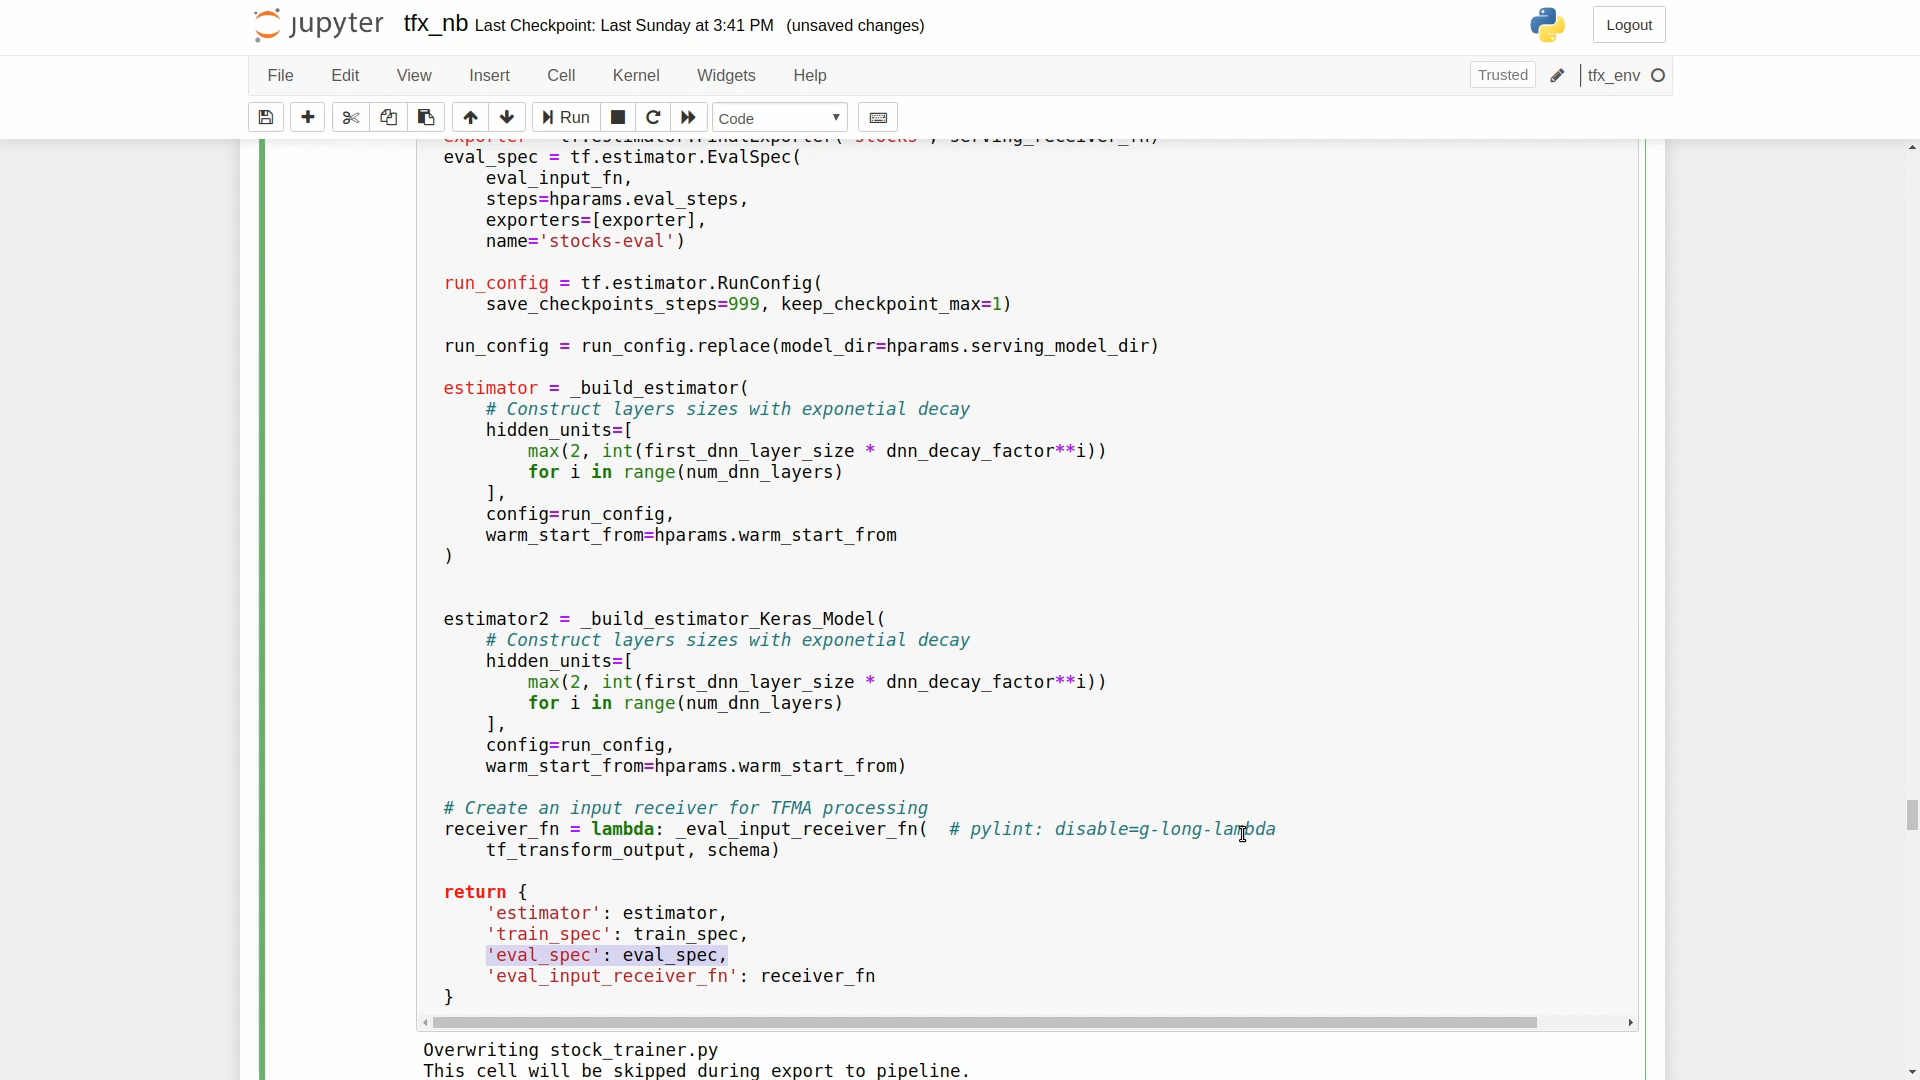 jupyter tfx_nb Last Checkpoint: Last Sunday at 3:41 PM (unsaved changes) Logout
File Edit View Insert Cell Kernel Widgets Help Trusted tfx_env
Run Code
exporter = tf.estimator.FinalExporter('stocks', serving_receiver_fn)
eval_spec = tf.estimator.EvalSpec(
    eval_input_fn,
    steps=hparams.eval_steps,
    exporters=[exporter],
    name='stocks-eval')
run_config = tf.estimator.RunConfig(
    save_checkpoints_steps=999, keep_checkpoint_max=1)
run_config = run_config.replace(model_dir=hparams.serving_model_dir)
estimator = _build_estimator(
    # Construct layers sizes with exponetial decay
    hidden_units=[
        max(2, int(first_dnn_layer_size * dnn_decay_factor**i))
        for i in range(num_dnn_layers)
    ],
    config=run_config,
    warm_start_from=hparams.warm_start_from
)
estimator2 = _build_estimator_Keras_Model(
    # Construct layers sizes with exponetial decay
    hidden_units=[
        max(2, int(first_dnn_layer_size * dnn_decay_factor**i))
        for i in range(num_dnn_layers)
    ],
    config=run_config,
    warm_start_from=hparams.warm_start_from)
# Create an input receiver for TFMA processing
receiver_fn = lambda: _eval_input_receiver_fn(  # pylint: disable=g-long-lambda
    tf_transform_output, schema)
return {
    'estimator': estimator,
    'train_spec': train_spec,
    'eval_spec': eval_spec,
    'eval_input_receiver_fn': receiver_fn
}
Overwriting stock_trainer.py
This cell will be skipped during export to pipeline.